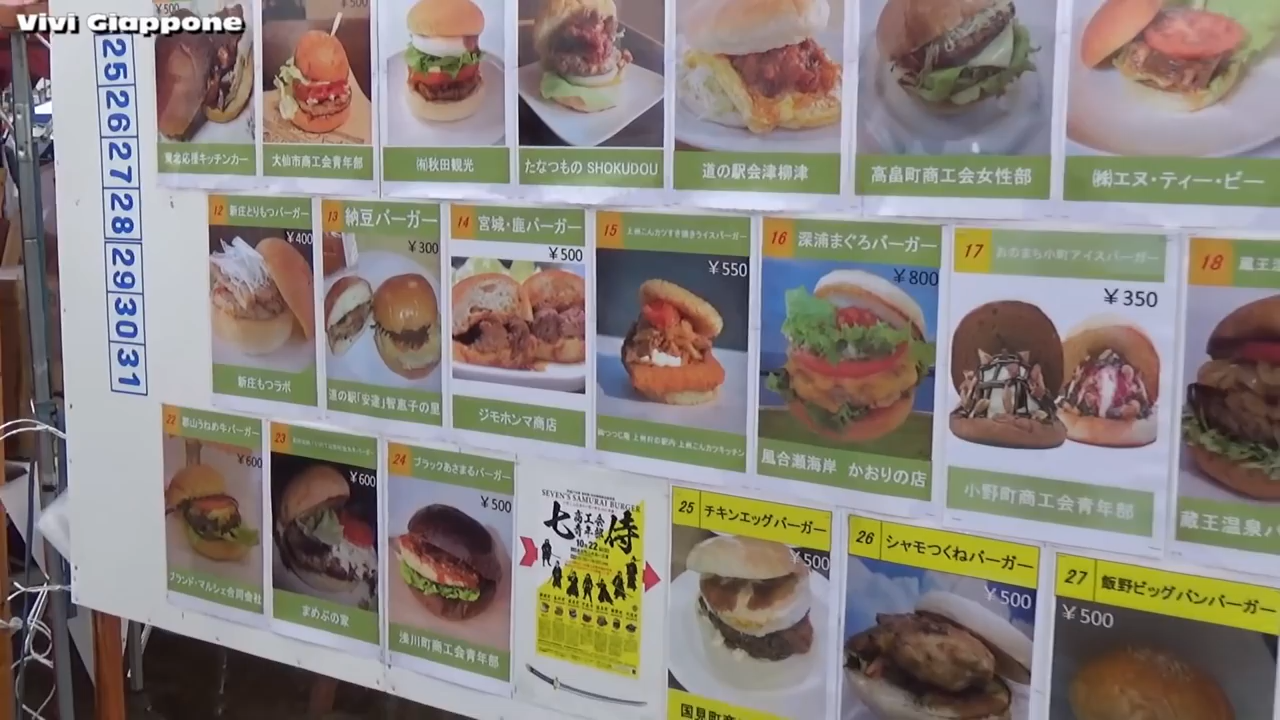 Vivi Giappone
¥500
¥500
25 26 27 28 29 30 31
東北応援キッチンカー
大仙市商工会青年部
㈲秋田観光
たなつもの SHOKUDOU
道の駅会津柳津
高畠町商工会女性部
㈱エヌ・ティー・ビー
12 新庄とりもつバーガー
¥400
新庄もつラボ
13 納豆バーガー
¥300
道の駅「安達」智恵子の里
14 宮城・鹿バーガー
¥500
ジモホンマ商店
15 上州こんカツすき焼きライスバーガー
¥550
16 深浦まぐろバーガー
¥800
風合瀬海岸 かおりの店
17 おのまち小町アイスバーガー
¥350
小野町商工会青年部
18 蔵王
蔵王温泉
22 郡山うねめ牛バーガー
¥600
ブランド・マルシェ合同会社
23
¥600
まめぶの家
24 ブラックあさまるバーガー
¥500
浅川町商工会青年部
SEVEN'S SAMURAI BURGER
七人の侍
商工会
青年部
10月22日
25 チキンエッグバーガー
¥500
国見町商
26 シャモつくねバーガー
¥500
27 飯野ビッグバンバーガー
¥500